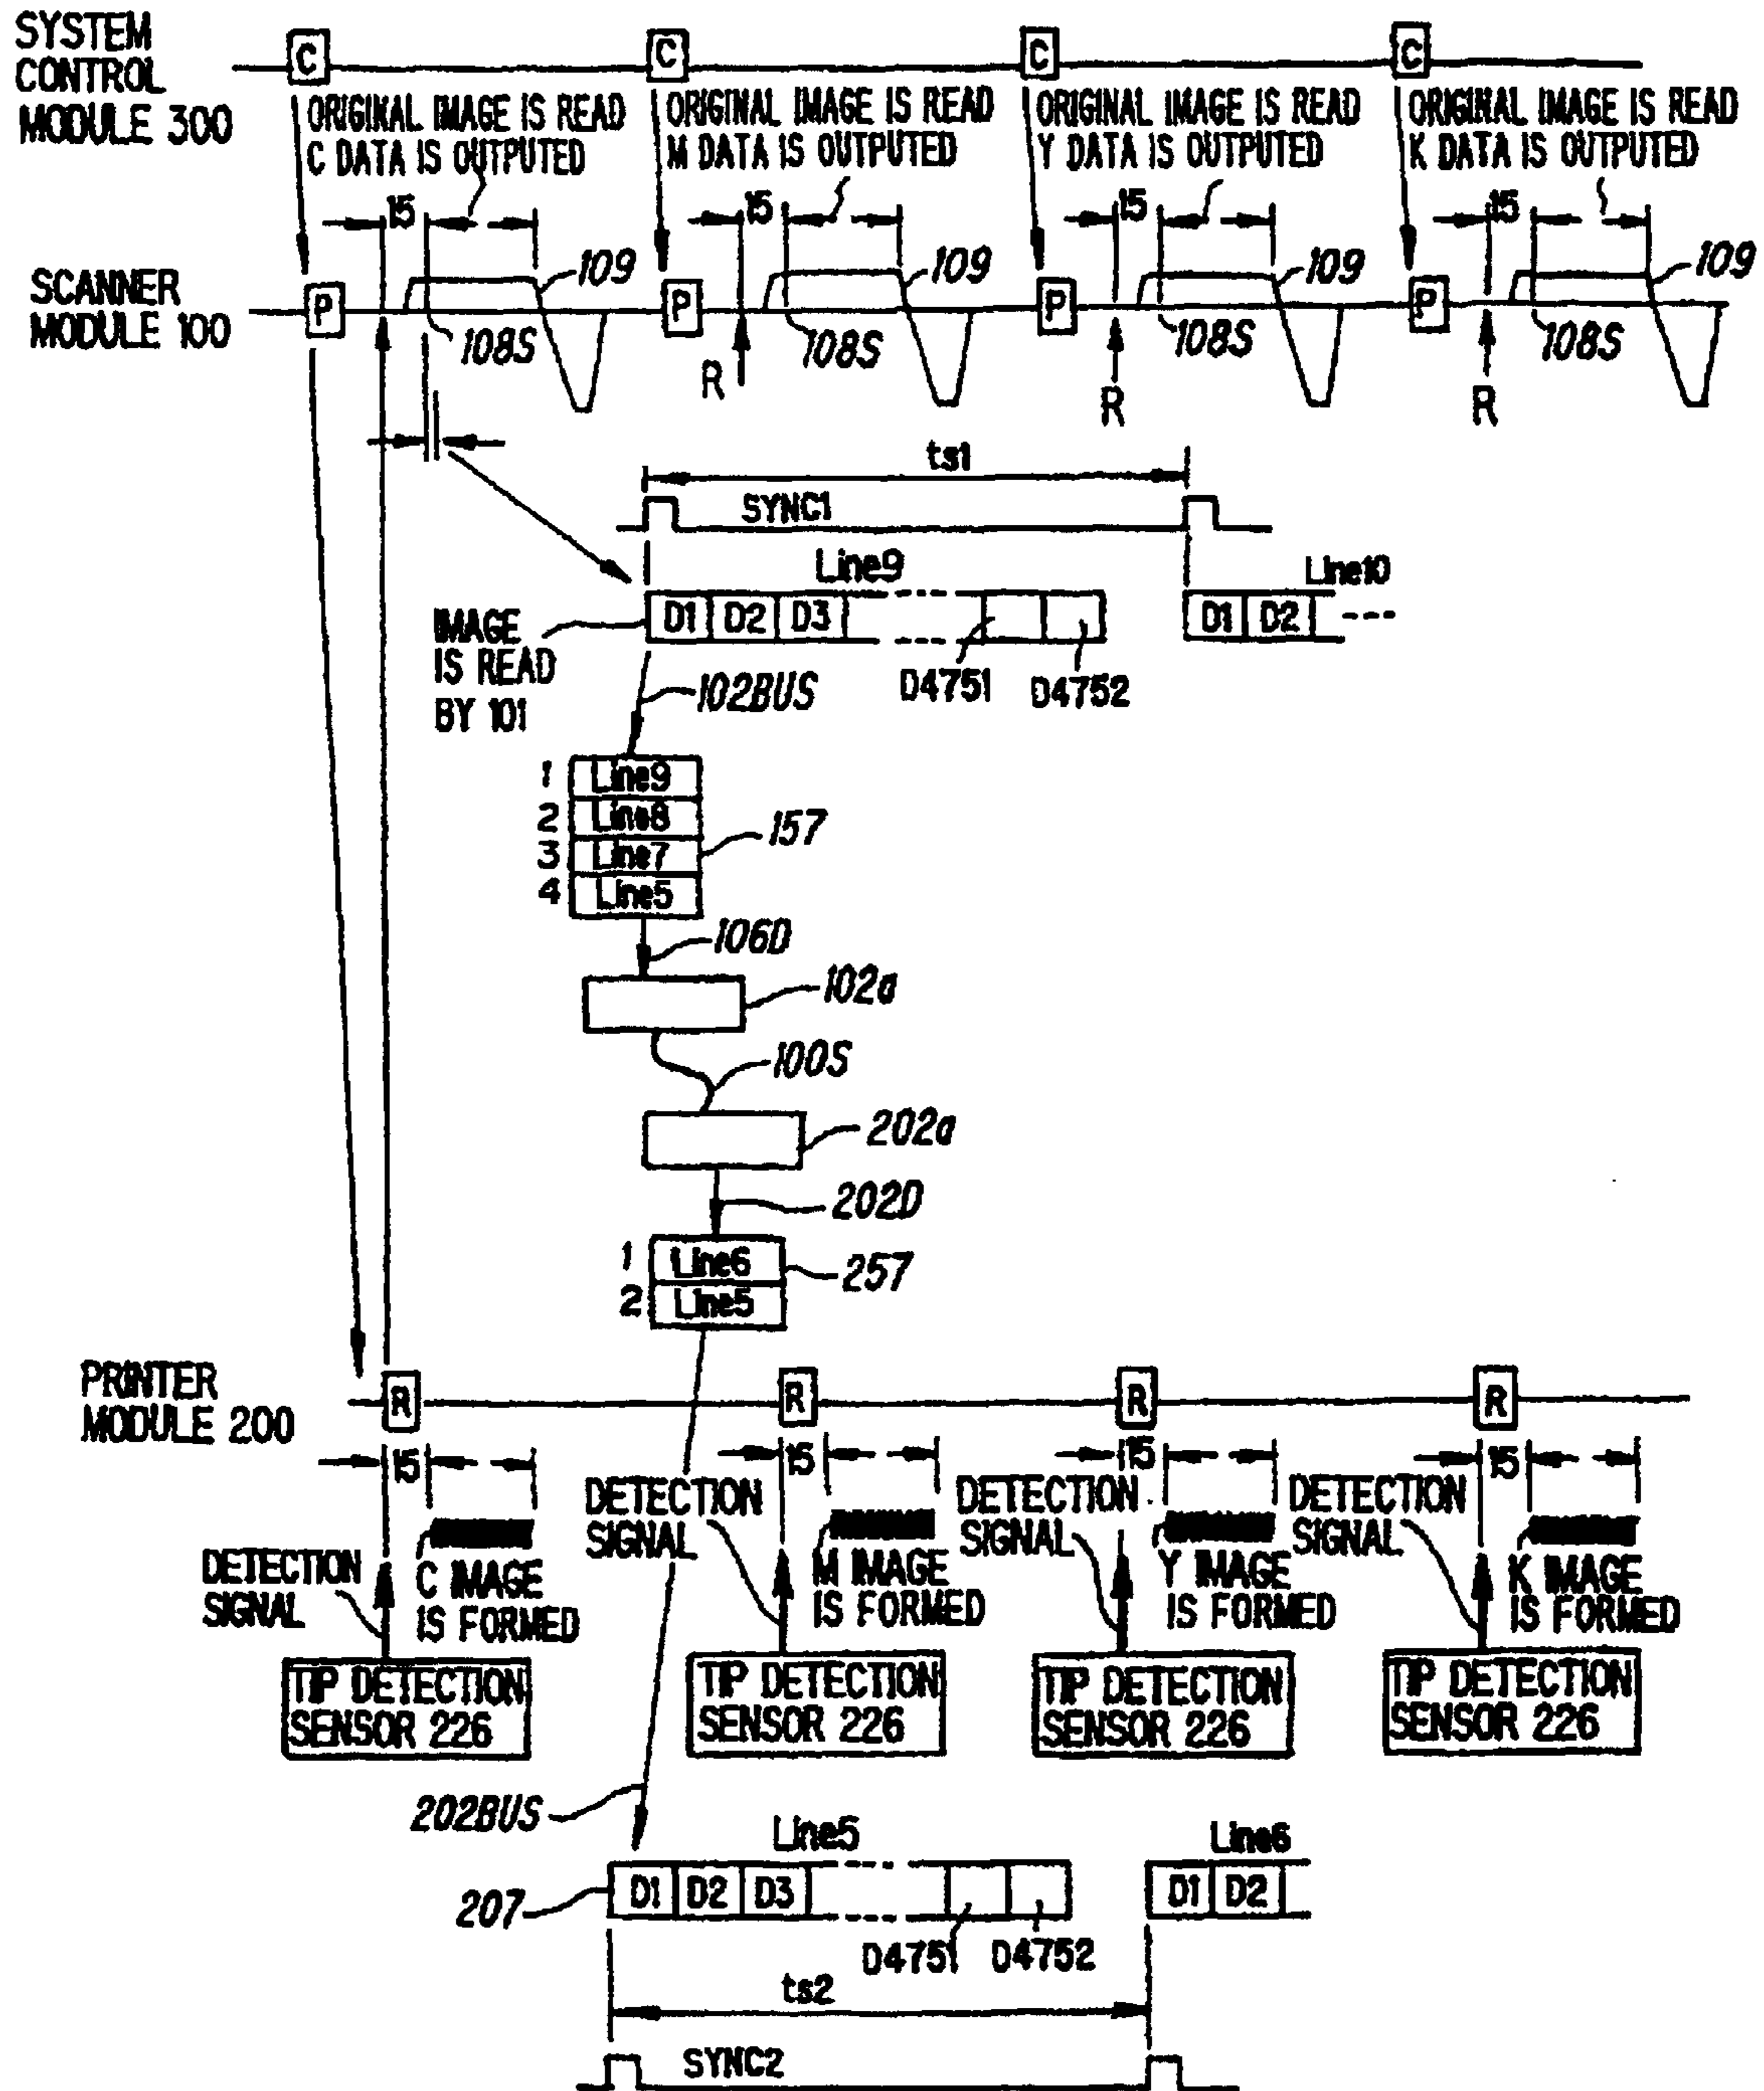 SYSTEM
CONTROL
MODULE 300
C
C
C
C
ORIGINAL IMAGE IS READ
C DATA IS OUTPUTED
ORIGINAL IMAGE IS READ
M DATA IS OUTPUTED
ORIGINAL IMAGE IS READ
Y DATA IS OUTPUTED
ORIGINAL IMAGE IS READ
K DATA IS OUTPUTED
15
15
15
15
SCANNER
MODULE 100
P
109
P
109
P
109
P
109
108S
108S
108S
108S
R
R
R
ts1
SYNC1
Line9
Line10
D1 D2 D3
D1 D2
IMAGE
IS READ
BY 101
D4751 D4752
102BUS
1 Line9
2 Line8
3 Line7
4 Line5
157
106D
102a
100S
202a
202D
1 Line6
2 Line5
257
PRINTER
MODULE 200
R
R
R
R
15
15
15
15
DETECTION
SIGNAL
C IMAGE
IS FORMED
DETECTION
SIGNAL
M IMAGE
IS FORMED
DETECTION
SIGNAL
Y IMAGE
IS FORMED
DETECTION
SIGNAL
K IMAGE
IS FORMED
TIP DETECTION
SENSOR 226
TIP DETECTION
SENSOR 226
TIP DETECTION
SENSOR 226
TIP DETECTION
SENSOR 226
202BUS
Line5
Line6
207
D1 D2 D3
D1 D2
D4751 D4752
ts2
SYNC2